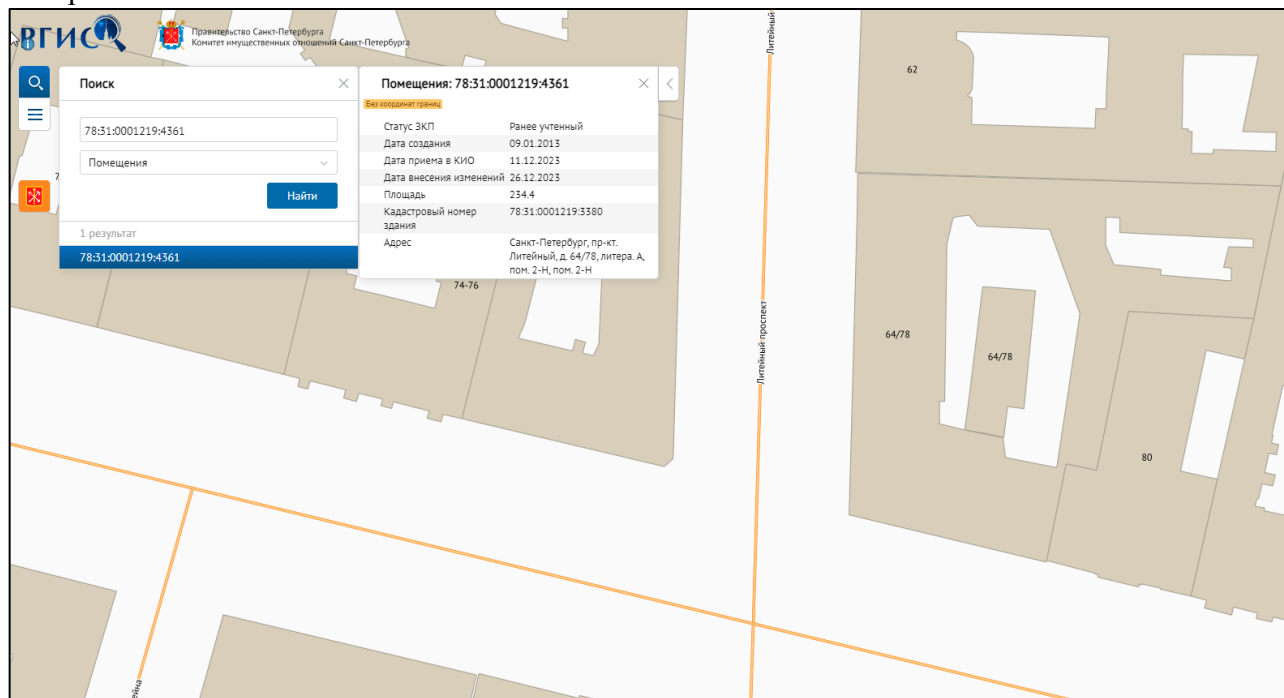 ВГИС
Правительство Санкт-Петербурга
Комитет имущественных отношений Санкт-Петербурга
Поиск
78:31:0001219:4361
Помещения
Найти
1 результат
78:31:0001219:4361
Помещения: 78:31:0001219:4361
Без координат границ
Статус ЗКП Ранее учтенный
Дата создания 09.01.2013
Дата приема в КИО 11.12.2023
Дата внесения изменений 26.12.2023
Площадь 234.4
Кадастровый номер 78:31:0001219:3380
здания
Адрес Санкт-Петербург, пр-кт.
Литейный, д. 64/78, литера. А,
пом. 2-Н, пом. 2-Н
74-76
Литейный
Литейный проспект
62
64/78
64/78
80